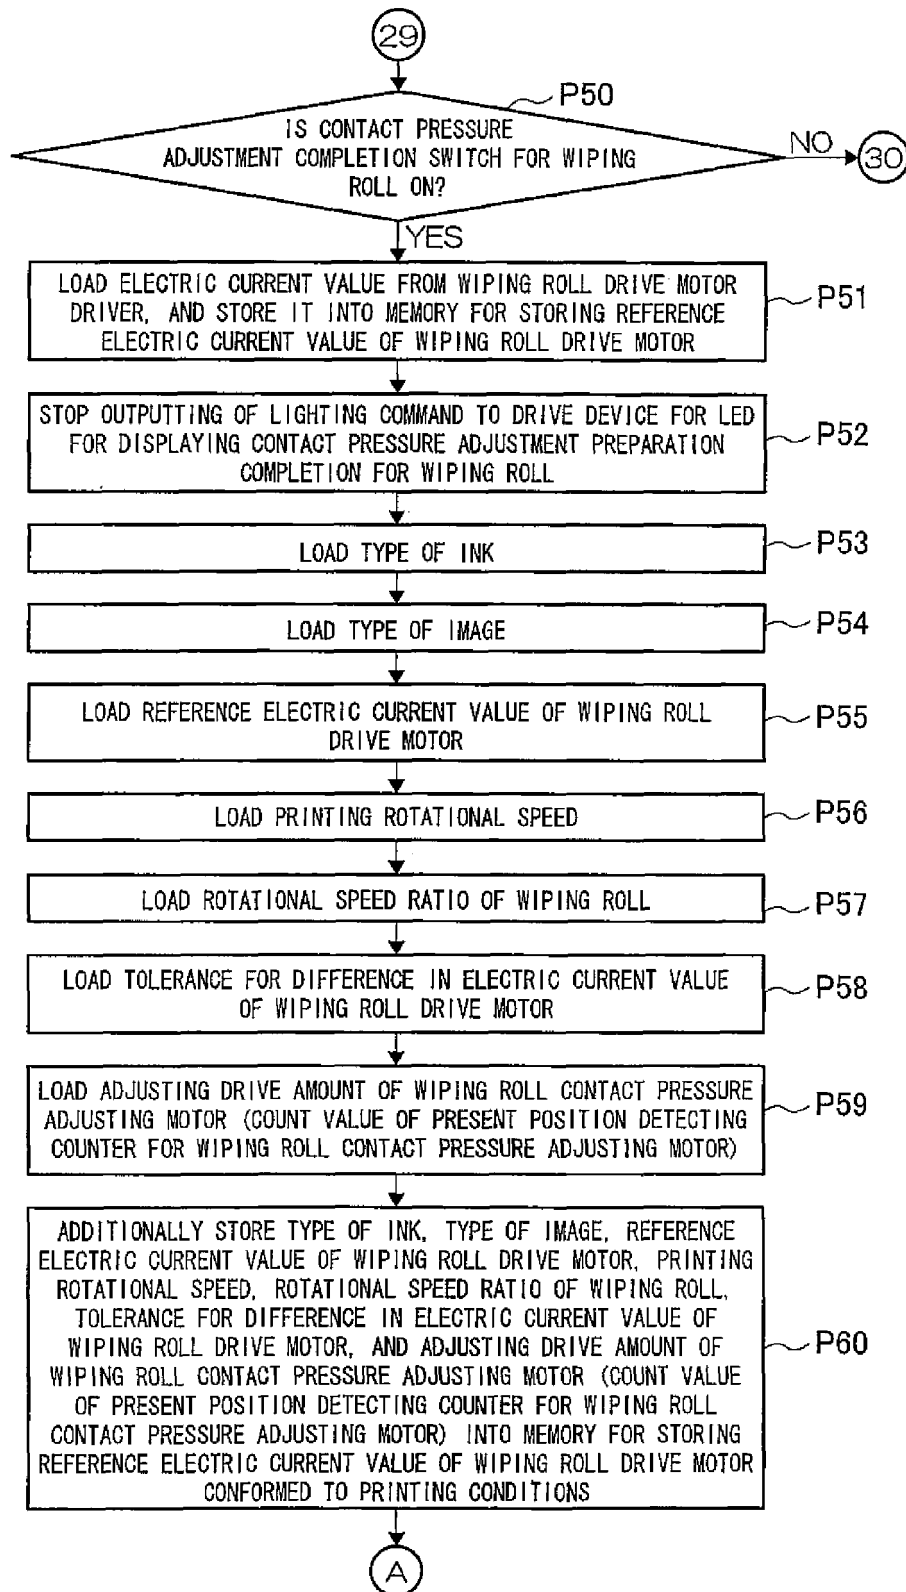 29
P50
IS CONTACT PRESSURE
ADJUSTMENT COMPLETION SWITCH FOR WIPING
ROLL ON?
NO
30
YES
LOAD ELECTRIC CURRENT VALUE FROM WIPING ROLL DRIVE MOTOR
DRIVER, AND STORE IT INTO MEMORY FOR STORING REFERENCE
ELECTRIC CURRENT VALUE OF WIPING ROLL DRIVE MOTOR
P51
STOP OUTPUTTING OF LIGHTING COMMAND TO DRIVE DEVICE FOR LED
FOR DISPLAYING CONTACT PRESSURE ADJUSTMENT PREPARATION
COMPLETION FOR WIPING ROLL
P52
LOAD TYPE OF INK
P53
LOAD TYPE OF IMAGE
P54
LOAD REFERENCE ELECTRIC CURRENT VALUE OF WIPING ROLL
DRIVE MOTOR
P55
LOAD PRINTING ROTATIONAL SPEED
P56
LOAD ROTATIONAL SPEED RATIO OF WIPING ROLL
P57
LOAD TOLERANCE FOR DIFFERENCE IN ELECTRIC CURRENT VALUE
OF WIPING ROLL DRIVE MOTOR
P58
LOAD ADJUSTING DRIVE AMOUNT OF WIPING ROLL CONTACT PRESSURE
ADJUSTING MOTOR (COUNT VALUE OF PRESENT POSITION DETECTING
COUNTER FOR WIPING ROLL CONTACT PRESSURE ADJUSTING MOTOR)
P59
ADDITIONALLY STORE TYPE OF INK, TYPE OF IMAGE, REFERENCE
ELECTRIC CURRENT VALUE OF WIPING ROLL DRIVE MOTOR, PRINTING
ROTATIONAL SPEED, ROTATIONAL SPEED RATIO OF WIPING ROLL,
TOLERANCE FOR DIFFERENCE IN ELECTRIC CURRENT VALUE OF
WIPING ROLL DRIVE MOTOR, AND ADJUSTING DRIVE AMOUNT OF
WIPING ROLL CONTACT PRESSURE ADJUSTING MOTOR (COUNT VALUE
OF PRESENT POSITION DETECTING COUNTER FOR WIPING ROLL
CONTACT PRESSURE ADJUSTING MOTOR) INTO MEMORY FOR STORING
REFERENCE ELECTRIC CURRENT VALUE OF WIPING ROLL DRIVE MOTOR
CONFORMED TO PRINTING CONDITIONS
P60
A